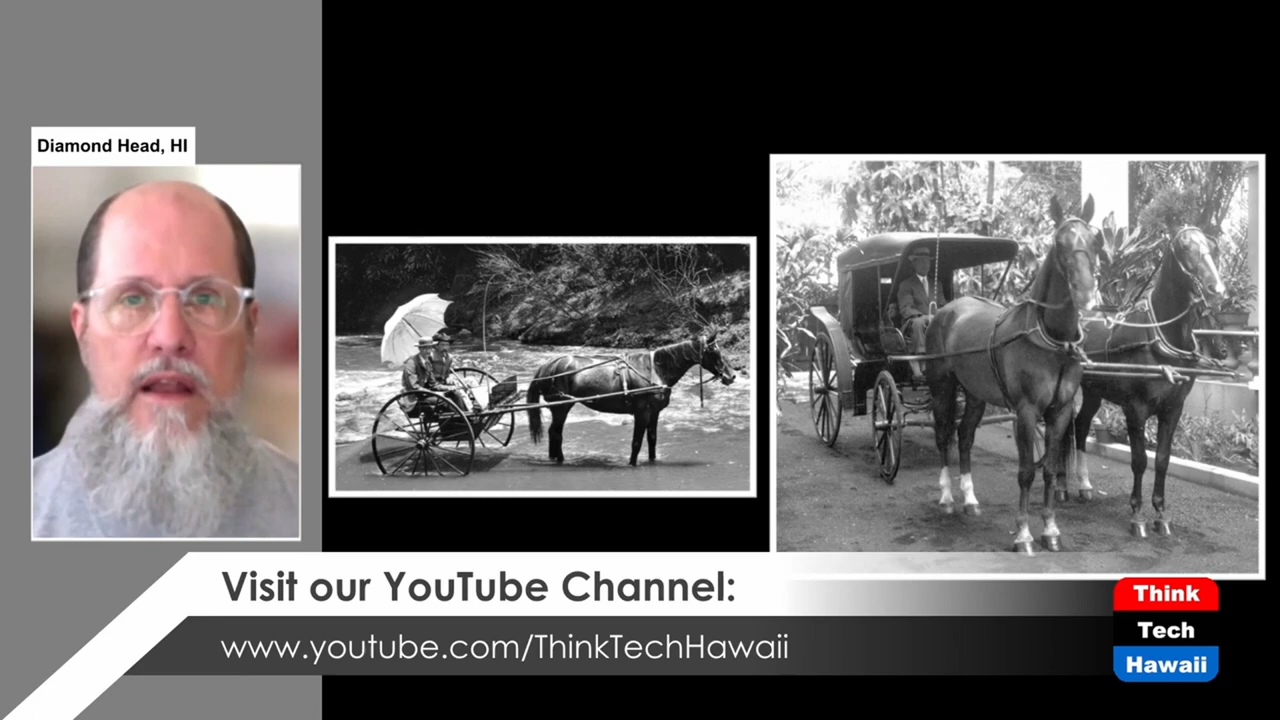 Diamond Head, HI
Visit our YouTube Channel:
www.youtube.com/ThinkTechHawaii
Think
Tech
Hawaii